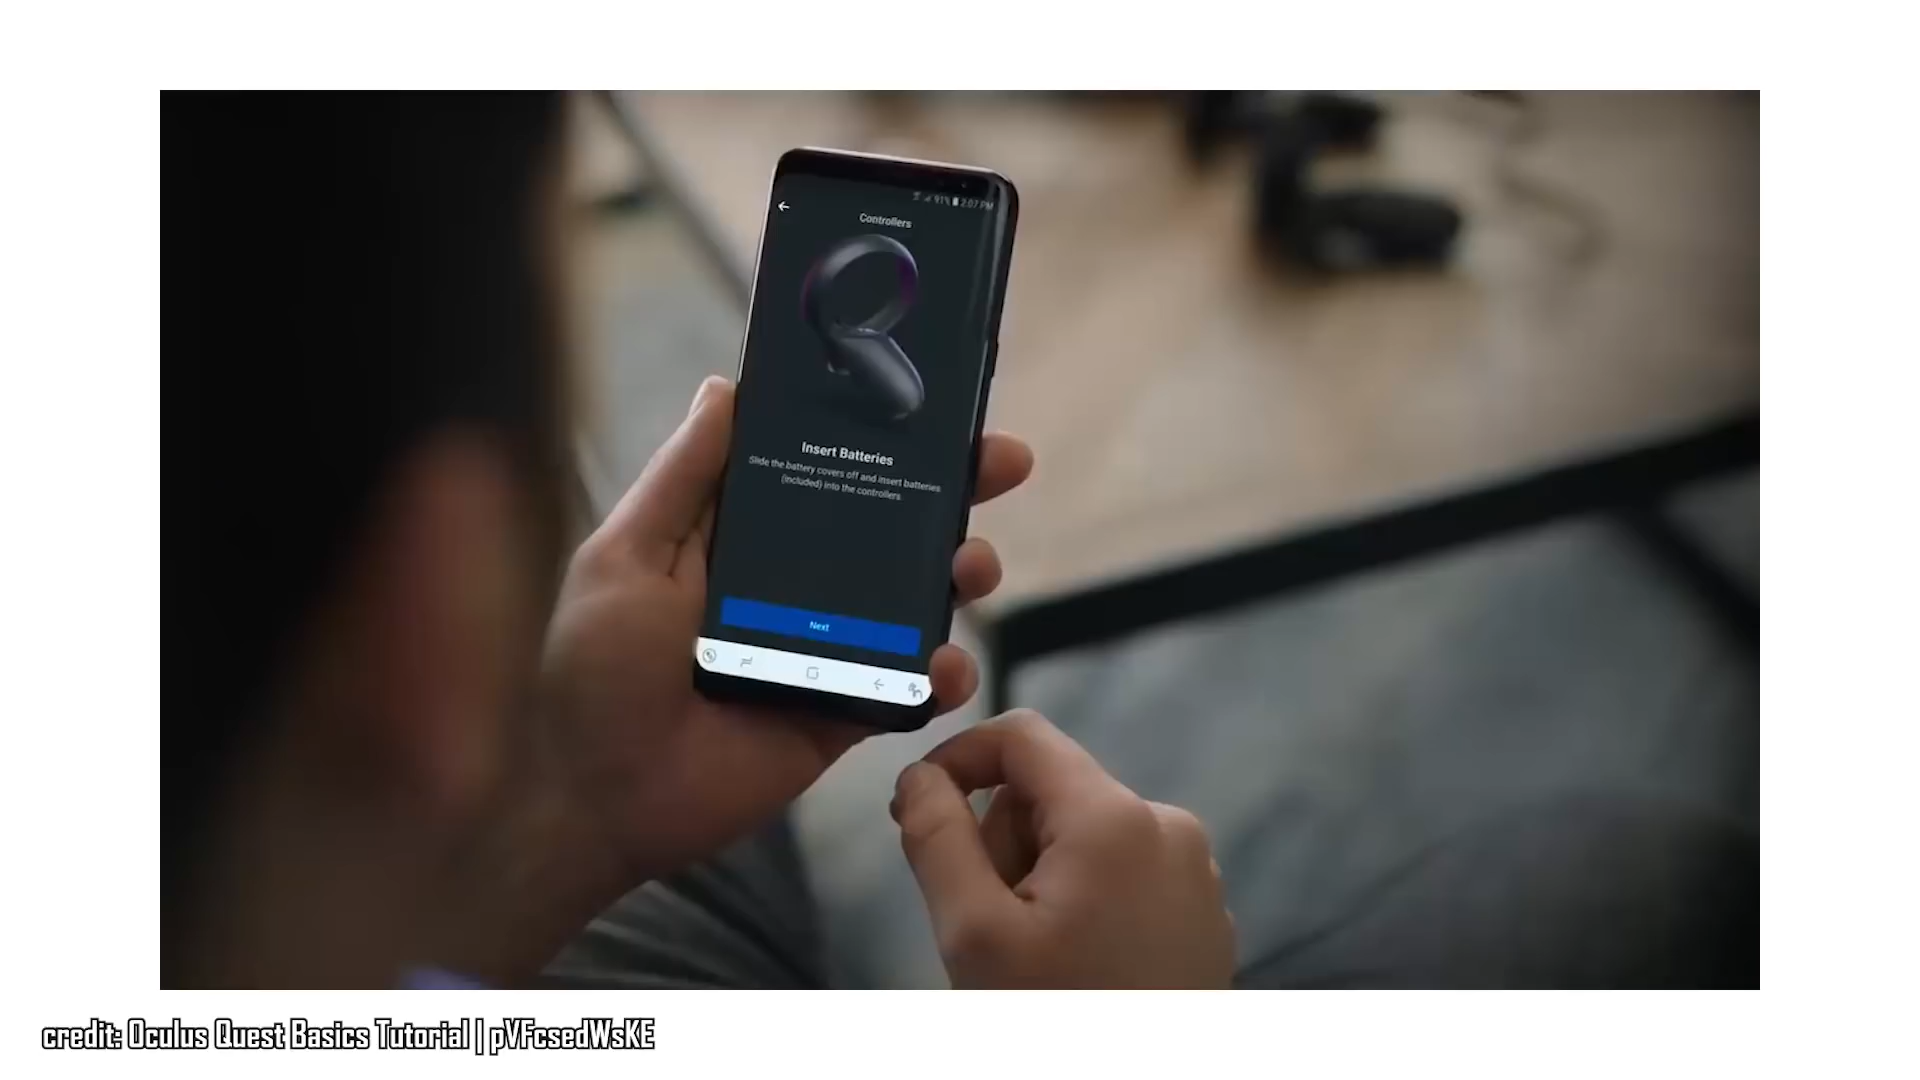 91% 2:07 PM
Controllers
Insert Batteries
Slide the battery covers off and insert batteries
(included) into the controllers.
Next
credit: Oculus Quest Basics Tutorial | pVFcsedWsKE